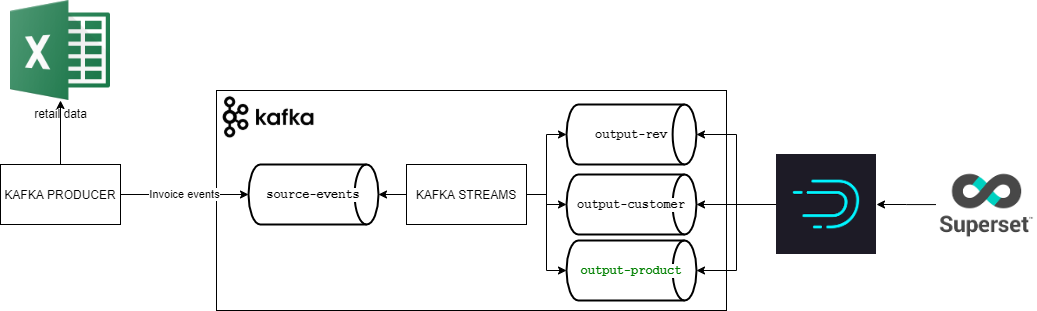 X
retail data
kafka
KAFKA PRODUCER
Invoice events
source-events
KAFKA STREAMS
output-rev
output-customer
output-product
Superset™